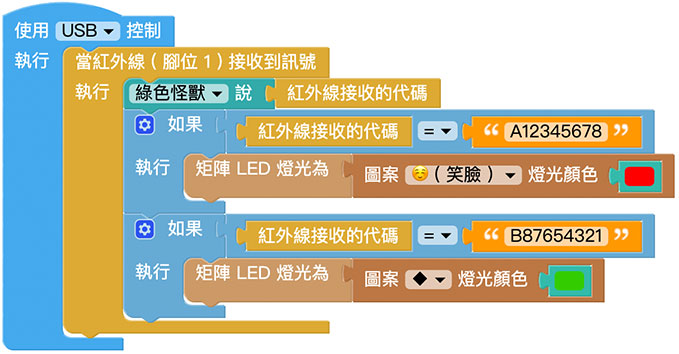 使用 USB 控制
執行 當紅外線(腳位 1)接收到訊號
執行 綠色怪獸 說 紅外線接收的代碼
如果 紅外線接收的代碼 = “ A12345678 ”
執行 矩陣 LED 燈光為 圖案 ☺️(笑臉) 燈光顏色
如果 紅外線接收的代碼 = “ B87654321 ”
執行 矩陣 LED 燈光為 圖案 ◆ 燈光顏色